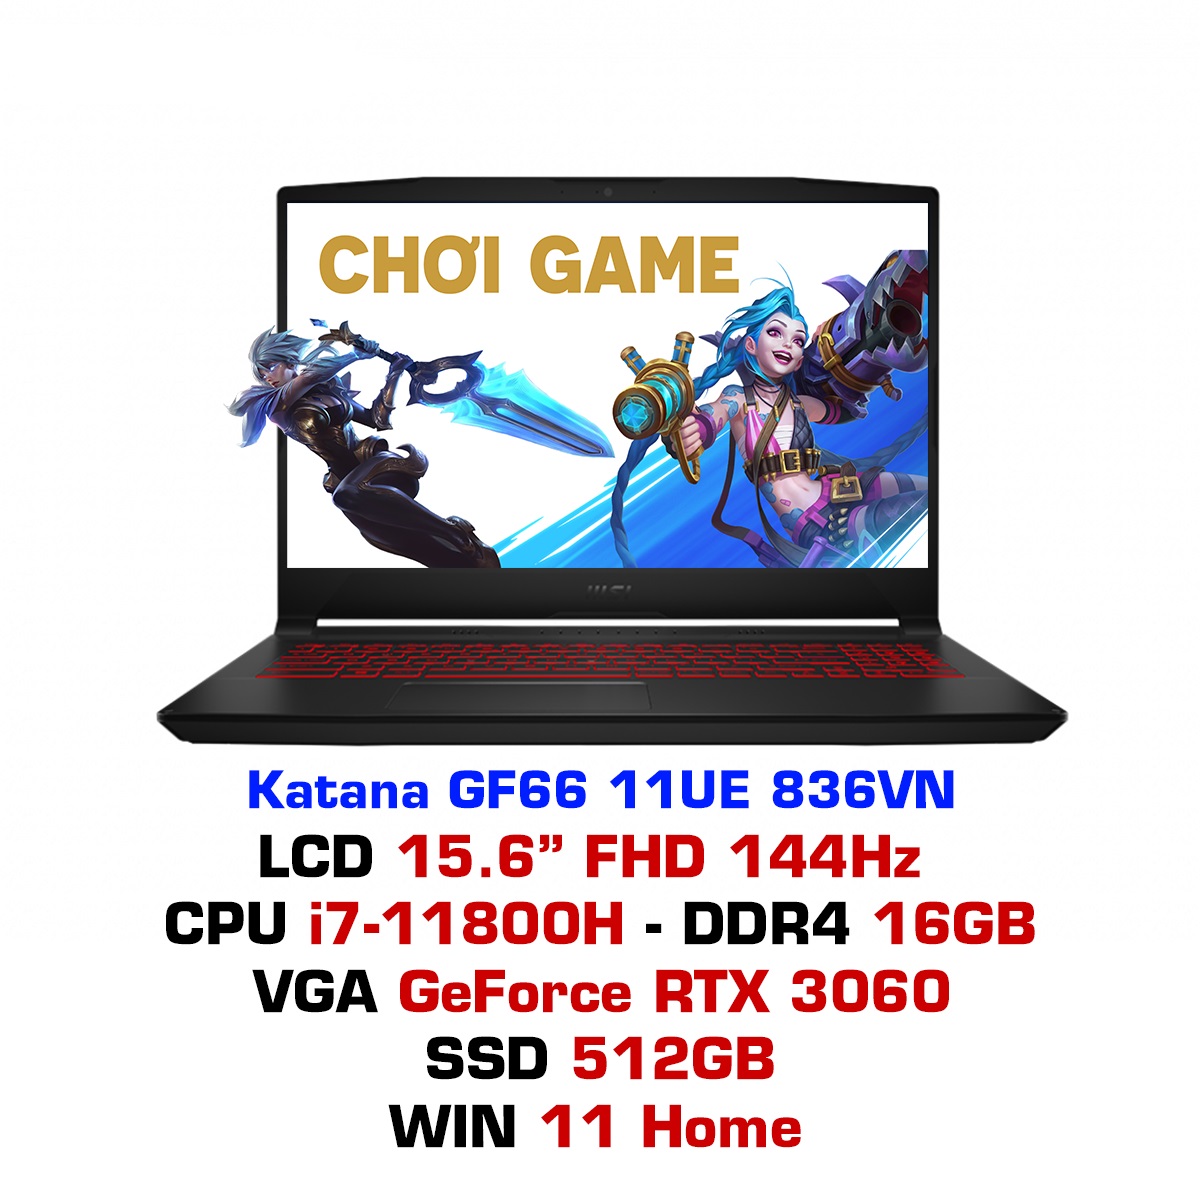 CHƠI GAME
msi
Katana GF66 11UE 836VN
LCD 15.6” FHD 144Hz
CPU i7-11800H - DDR4 16GB
VGA GeForce RTX 3060
SSD 512GB
WIN 11 Home